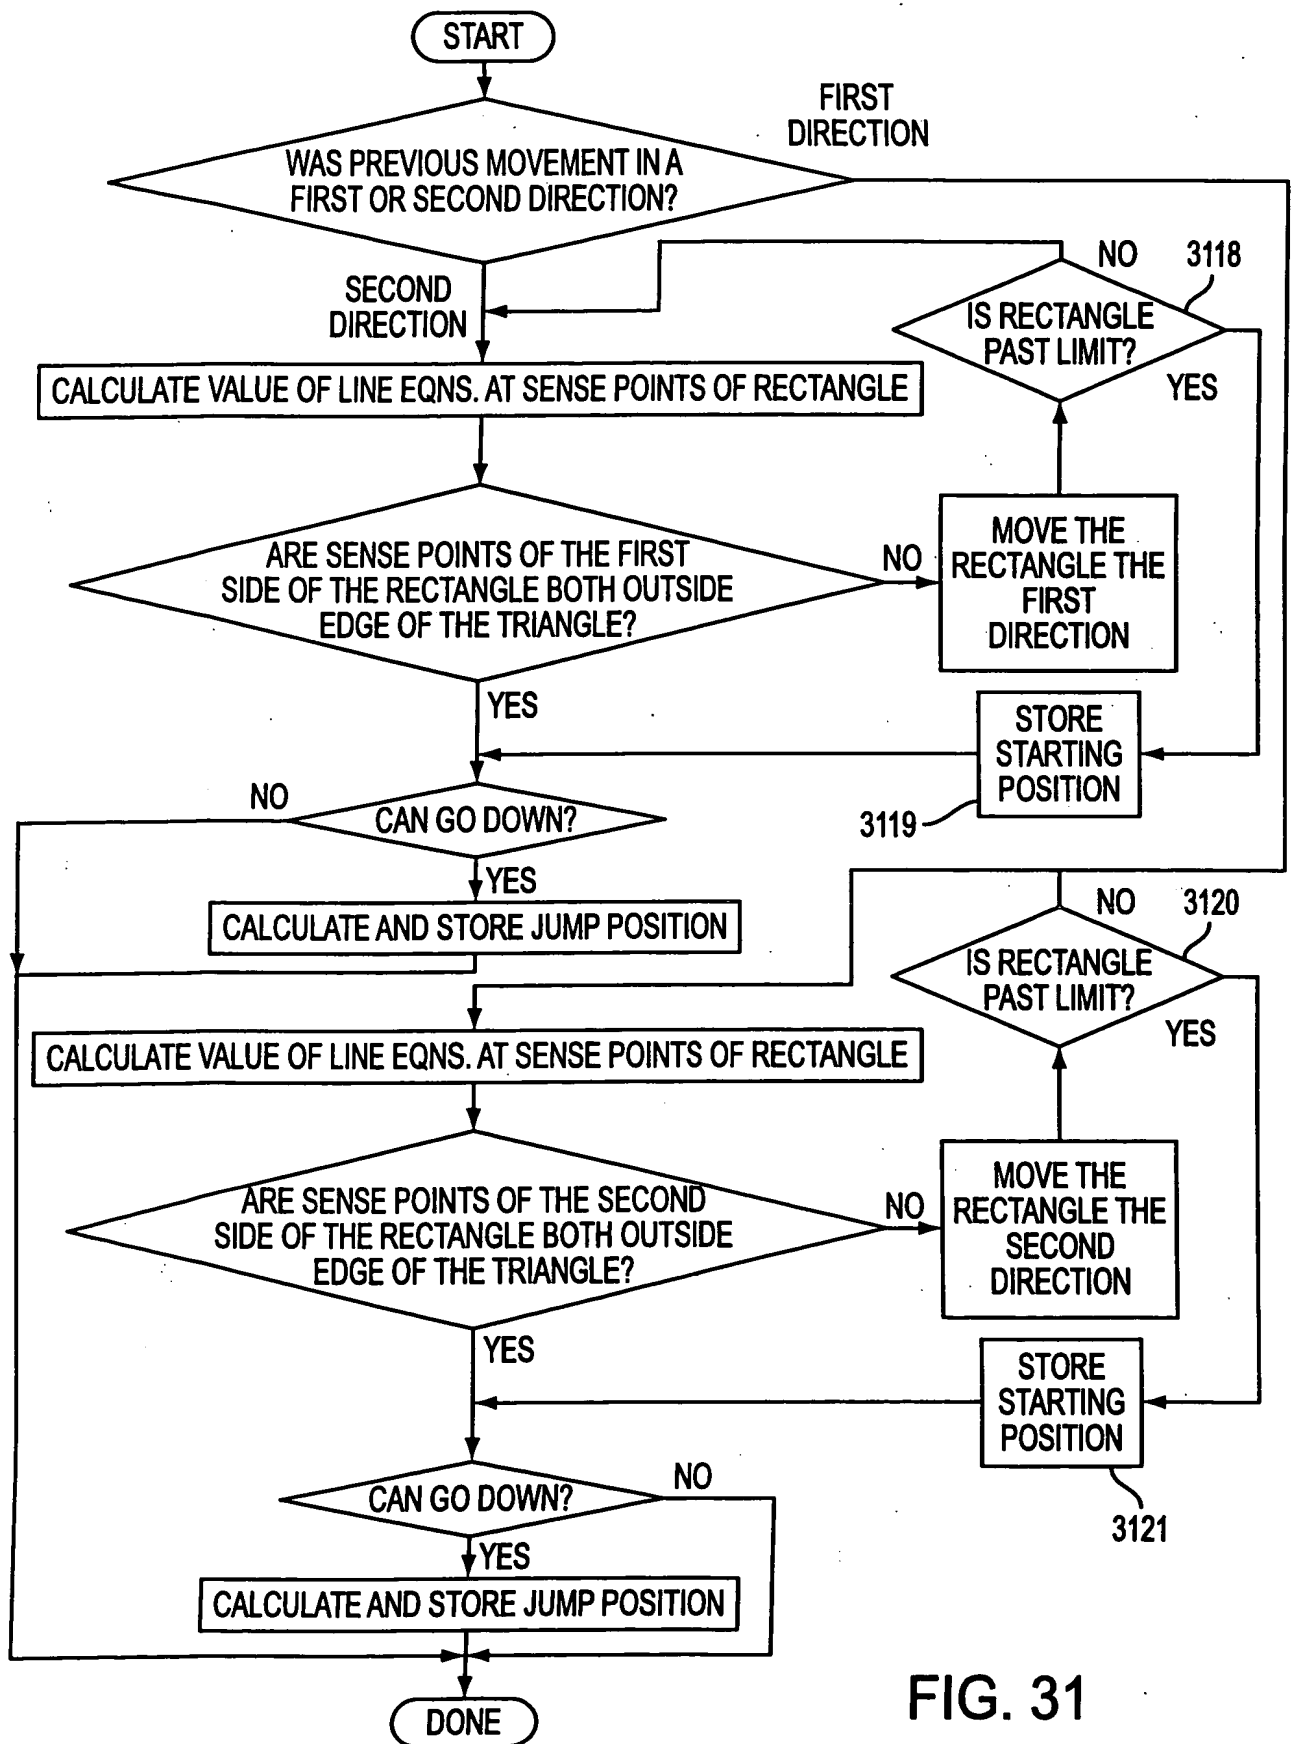 START
FIRST
DIRECTION
WAS PREVIOUS MOVEMENT IN A
FIRST OR SECOND DIRECTION?
NO
3118
SECOND
DIRECTION
IS RECTANGLE
PAST LIMIT?
YES
CALCULATE VALUE OF LINE EQNS. AT SENSE POINTS OF RECTANGLE
ARE SENSE POINTS OF THE FIRST
SIDE OF THE RECTANGLE BOTH OUTSIDE
EDGE OF THE TRIANGLE?
NO
MOVE THE
RECTANGLE THE
FIRST
DIRECTION
YES
STORE
STARTING
POSITION
3119
NO
CAN GO DOWN?
YES
CALCULATE AND STORE JUMP POSITION
NO
3120
IS RECTANGLE
PAST LIMIT?
YES
CALCULATE VALUE OF LINE EQNS. AT SENSE POINTS OF RECTANGLE
ARE SENSE POINTS OF THE SECOND
SIDE OF THE RECTANGLE BOTH OUTSIDE
EDGE OF THE TRIANGLE?
NO
MOVE THE
RECTANGLE THE
SECOND
DIRECTION
YES
STORE
STARTING
POSITION
3121
CAN GO DOWN?
NO
YES
CALCULATE AND STORE JUMP POSITION
DONE
FIG. 31